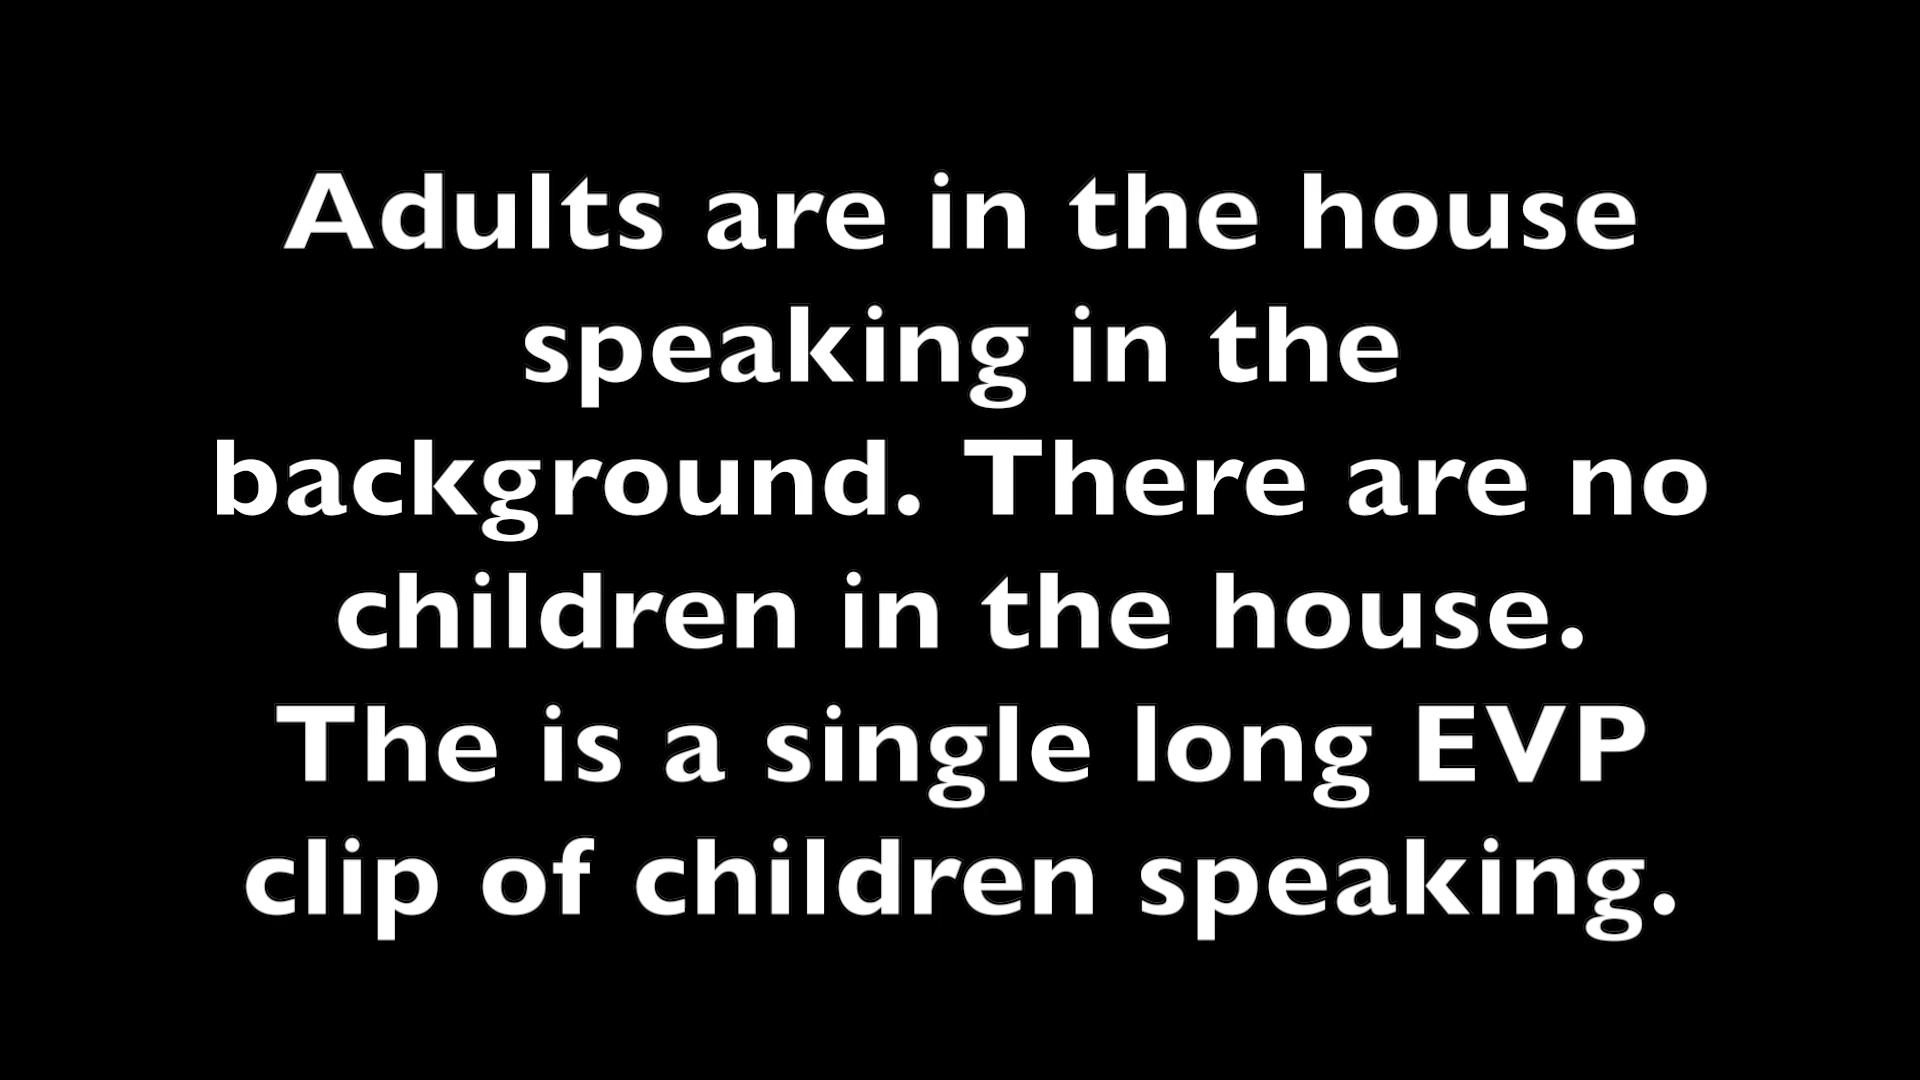 Adults are in the house
speaking in the
background. There are no
children in the house.
The is a single long EVP
clip of children speaking.